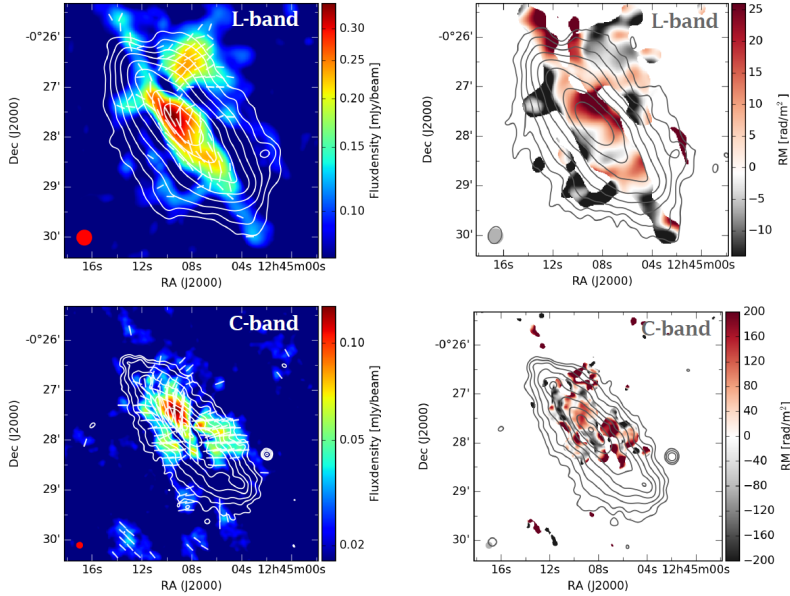 L-band
-0°26'
27'
28'
29'
30'
Dec (J2000)
16s 12s 08s 04s 12h45m00s
RA (J2000)
0.30
0.25
0.20
0.15
0.10
Fluxdensity [mJy/beam]
L-band
-0°26'
27'
28'
29'
30'
Dec (J2000)
16s 12s 08s 04s 12h45m00s
RA (J2000)
25
20
15
10
5
0
−5
−10
RM [rad/m²]
C-band
-0°26'
27'
28'
29'
30'
Dec (J2000)
16s 12s 08s 04s 12h45m00s
RA (J2000)
0.10
0.05
0.02
Fluxdensity [mJy/beam]
C-band
-0°26'
27'
28'
29'
30'
Dec (J2000)
16s 12s 08s 04s 12h45m00s
RA (J2000)
200
160
120
80
40
0
−40
−80
−120
−160
−200
RM [rad/m²]